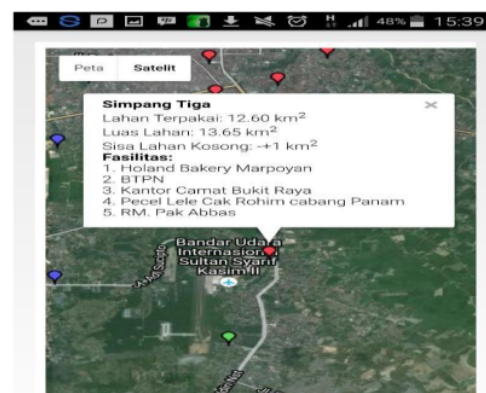 48% 15:39
Peta Satelit
Simpang Tiga
Lahan Terpakai: 12.60 km²
Luas Lahan: 13.65 km²
Sisa Lahan Kosong: -+1 km²
Fasilitas:
1. Holand Bakery Marpoyan
2. BTPN
3. Kantor Camat Bukit Raya
4. Pecel Lele Cak Rohim cabang Panam
5. RM. Pak Abbas
Bandar Udara
Internasional
Sultan Syarif
Kasim II